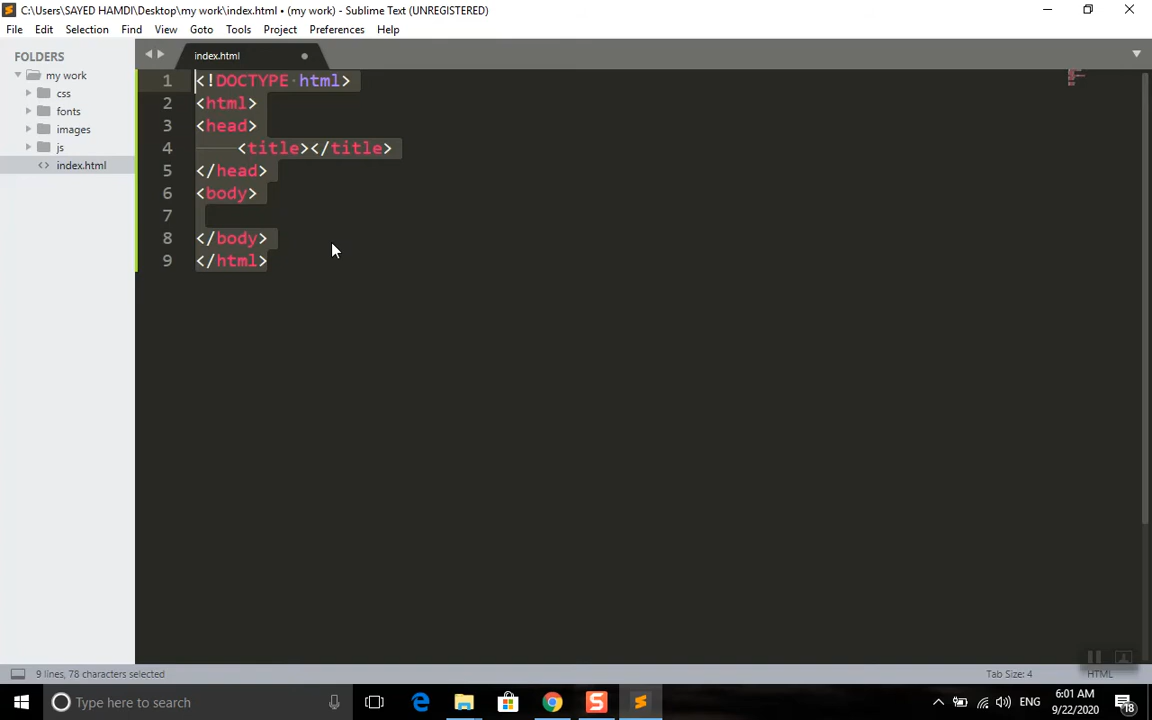 C:\Users\SAYED HAMDI\Desktop\my work\index.html • (my work) - Sublime Text (UNREGISTERED)
File Edit Selection Find View Goto Tools Project Preferences Help
FOLDERS
my work
css
fonts
images
js
index.html
index.html
1 <!DOCTYPE html>
2 <html>
3 <head>
4 <title></title>
5 </head>
6 <body>
7
8 </body>
9 </html>
9 lines, 78 characters selected
Tab Size: 4
HTML
Type here to search
ENG
6:01 AM
9/22/2020
18